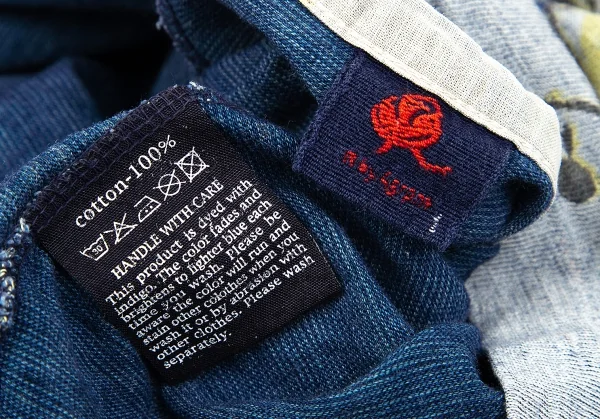 cotton-100%
30
HANDLE WITH CARE
This product is dyed with
indigo. The color fades and
brightens to lighter blue each
time you wash. Please be
aware the color will run and
stain other colothes when you
wash it or by abrasion with
other clothes. Please wash
separately.